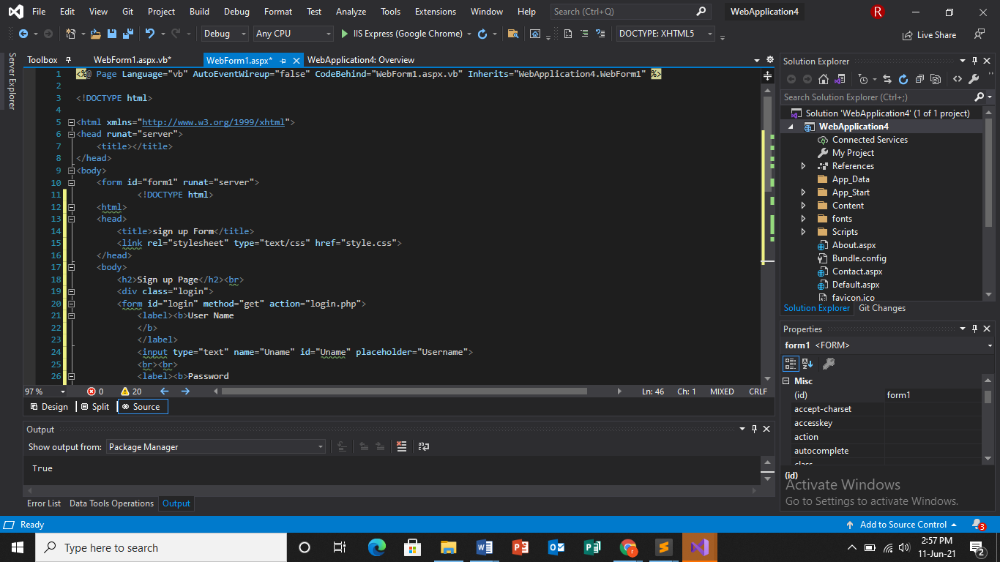 File Edit View Git Project Build Debug Format Test Analyze Tools Extensions Window Help Search (Ctrl+Q) WebApplication4 R
Debug Any CPU IIS Express (Google Chrome) DOCTYPE: XHTML5 Live Share
Server Explorer
Toolbox WebForm1.aspx.vb* WebForm1.aspx* WebApplication4: Overview
1 <%@ Page Language="vb" AutoEventWireup="false" CodeBehind="WebForm1.aspx.vb" Inherits="WebApplication4.WebForm1" %>
2
3 <!DOCTYPE html>
4
5 <html xmlns="http://www.w3.org/1999/xhtml">
6 <head runat="server">
7 <title></title>
8 </head>
9 <body>
10 <form id="form1" runat="server">
11 <!DOCTYPE html>
12 <html>
13 <head>
14 <title>sign up Form</title>
15 <link rel="stylesheet" type="text/css" href="style.css">
16 </head>
17 <body>
18 <h2>Sign up Page</h2><br>
19 <div class="login">
20 <form id="login" method="get" action="login.php">
21 <label><b>User Name
22 </b>
23 </label>
24 <input type="text" name="Uname" id="Uname" placeholder="Username">
25 <br><br>
26 <label><b>Password
97 % 0 20 Ln: 46 Ch: 1 MIXED CRLF
Design Split Source
Output
Show output from: Package Manager
True
Error List Data Tools Operations Output
Solution Explorer
Search Solution Explorer (Ctrl+;)
Solution 'WebApplication4' (1 of 1 project)
WebApplication4
Connected Services
My Project
References
App_Data
App_Start
Content
fonts
Scripts
About.aspx
Bundle.config
Contact.aspx
Default.aspx
favicon.ico
Solution Explorer Git Changes
Properties
form1 <FORM>
Misc
(id) form1
accept-charset
accesskey
action
autocomplete
class
(id)
Activate Windows
Go to Settings to activate Windows.
Ready Add to Source Control 3
Type here to search
2:57 PM
11-Jun-21
2